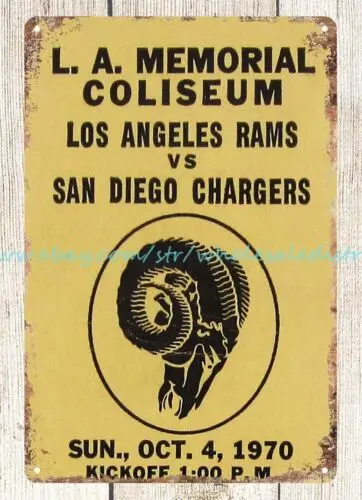 L. A. MEMORIAL
COLISEUM
LOS ANGELES RAMS
VS
SAN DIEGO CHARGERS
SUN., OCT. 4, 1970
KICKOFF 1:00 P. M.